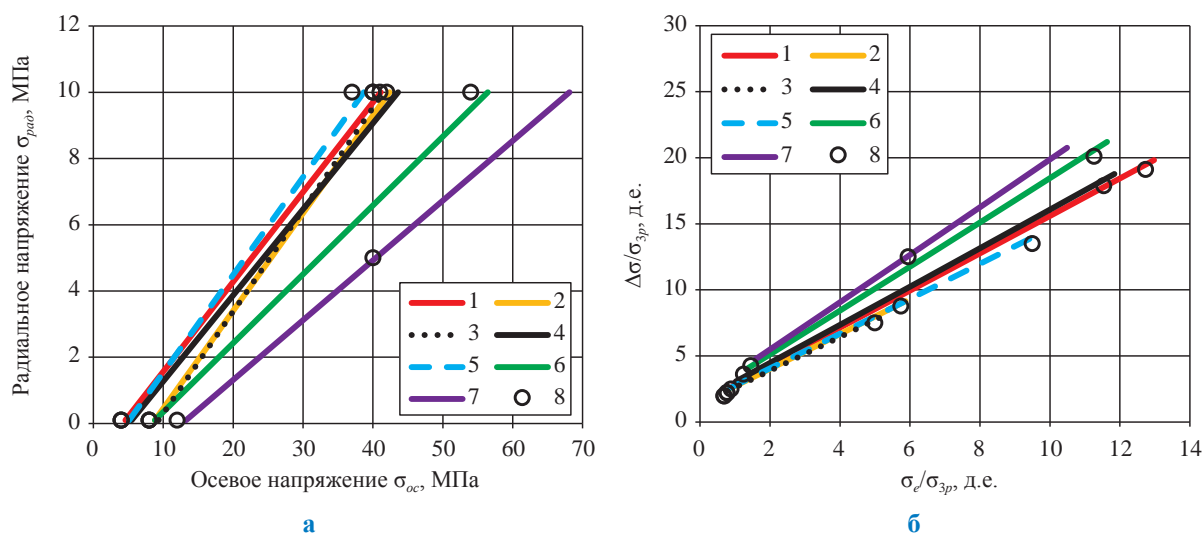 12
10
8
6
4
2
0
Радиальное напряжение σрад, МПа
0 10 20 30 40 50 60 70
Осевое напряжение σос, МПа
1 2
3 4
5 6
7 8
а
30
25
20
15
10
5
0
Δσ/σ3р, д.е.
0 2 4 6 8 10 12 14
σe/σ3р, д.е.
1 2
3 4
5 6
7 8
б